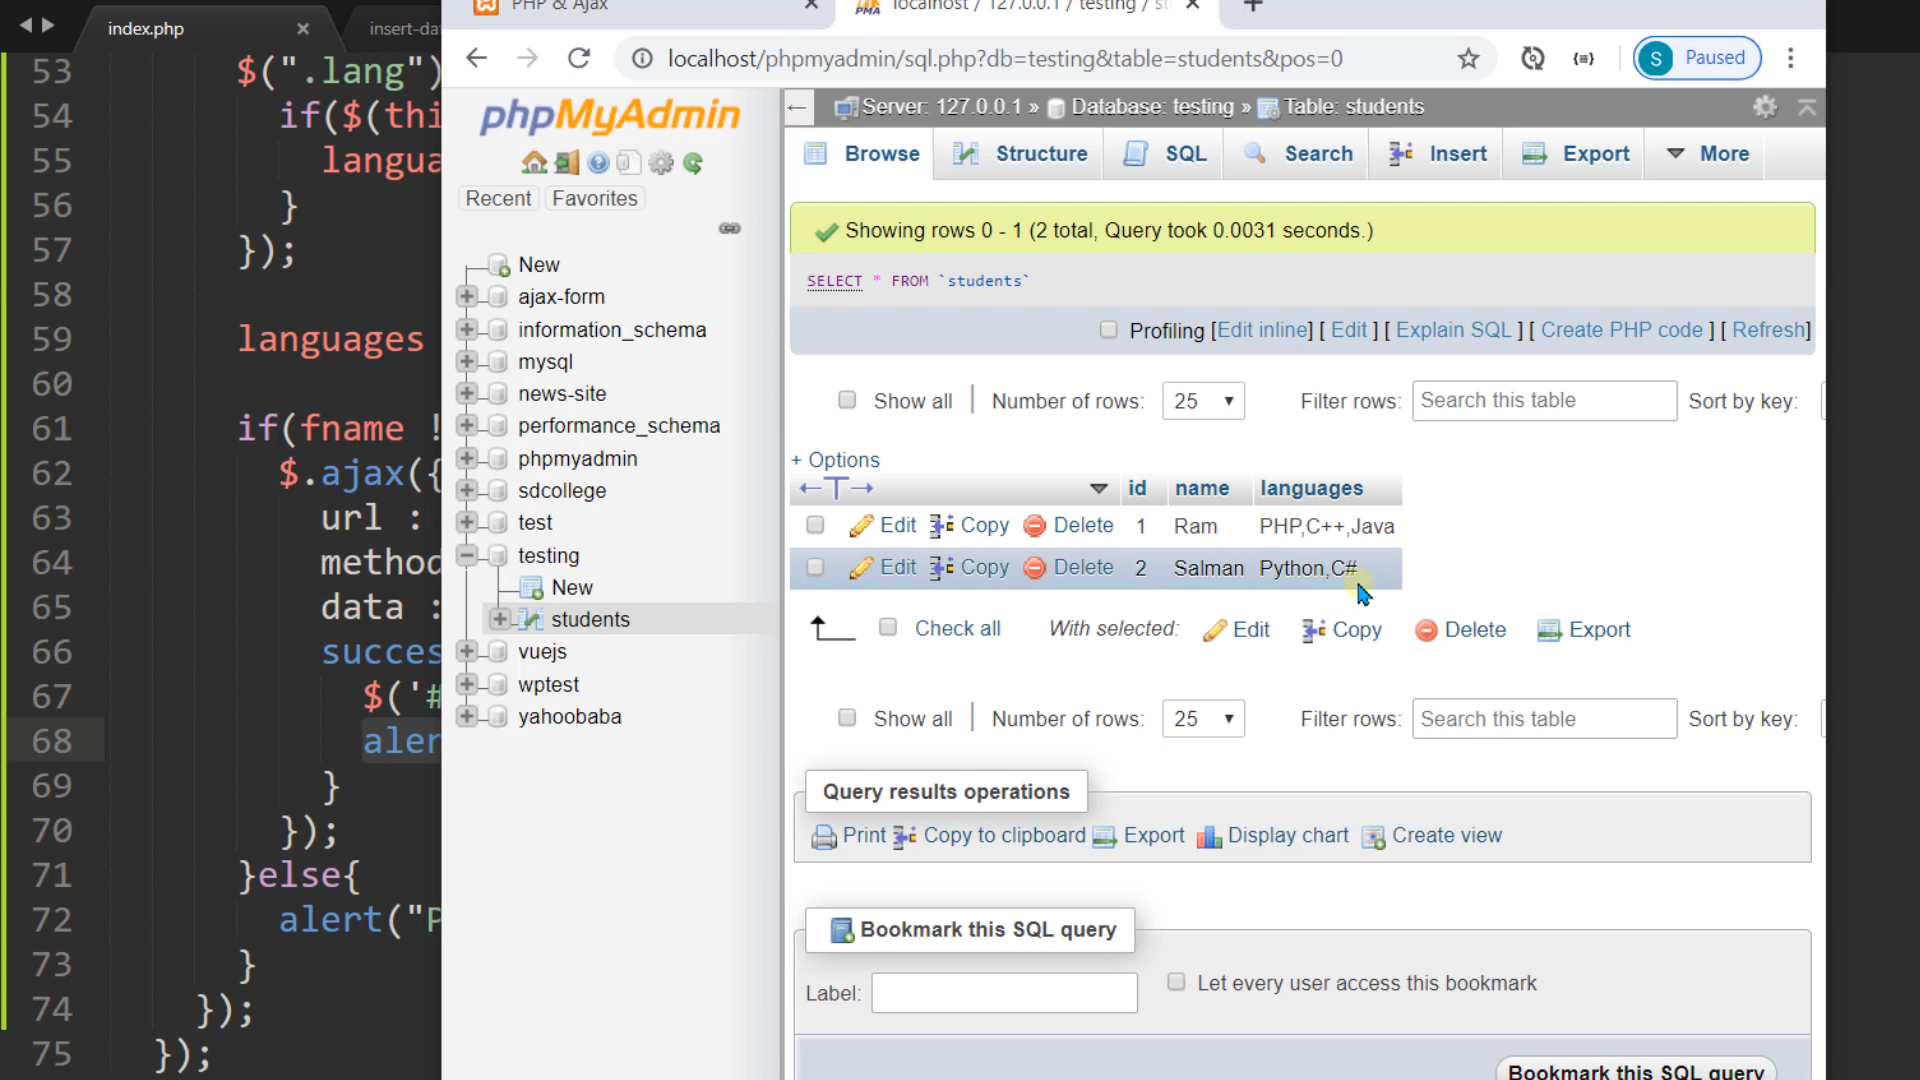 index.php
insert-da
53 $(".lang")
54 if($(thi
55 langua
56 }
57 });
58
59 languages
60
61 if(fname !
62 $.ajax({
63 url :
64 method
65 data :
66 succes
67 $('#
68 aler
69 }
70 });
71 }else{
72 alert("P
73 }
74 });
75 });
PHP & Ajax
localhost / 127.0.0.1 / testing / st
localhost/phpmyadmin/sql.php?db=testing&table=students&pos=0
S Paused
phpMyAdmin
Recent Favorites
New
ajax-form
information_schema
mysql
news-site
performance_schema
phpmyadmin
sdcollege
test
testing
New
students
vuejs
wptest
yahoobaba
Server: 127.0.0.1 » Database: testing » Table: students
Browse Structure SQL Search Insert Export More
Showing rows 0 - 1 (2 total, Query took 0.0031 seconds.)
SELECT * FROM `students`
Profiling [Edit inline] [ Edit ] [ Explain SQL ] [ Create PHP code ] [ Refresh]
Show all Number of rows: 25 Filter rows: Search this table Sort by key:
+ Options
id name languages
Edit Copy Delete 1 Ram PHP,C++,Java
Edit Copy Delete 2 Salman Python,C#
Check all With selected: Edit Copy Delete Export
Show all Number of rows: 25 Filter rows: Search this table Sort by key:
Query results operations
Print Copy to clipboard Export Display chart Create view
Bookmark this SQL query
Label: Let every user access this bookmark
Bookmark this SQL query